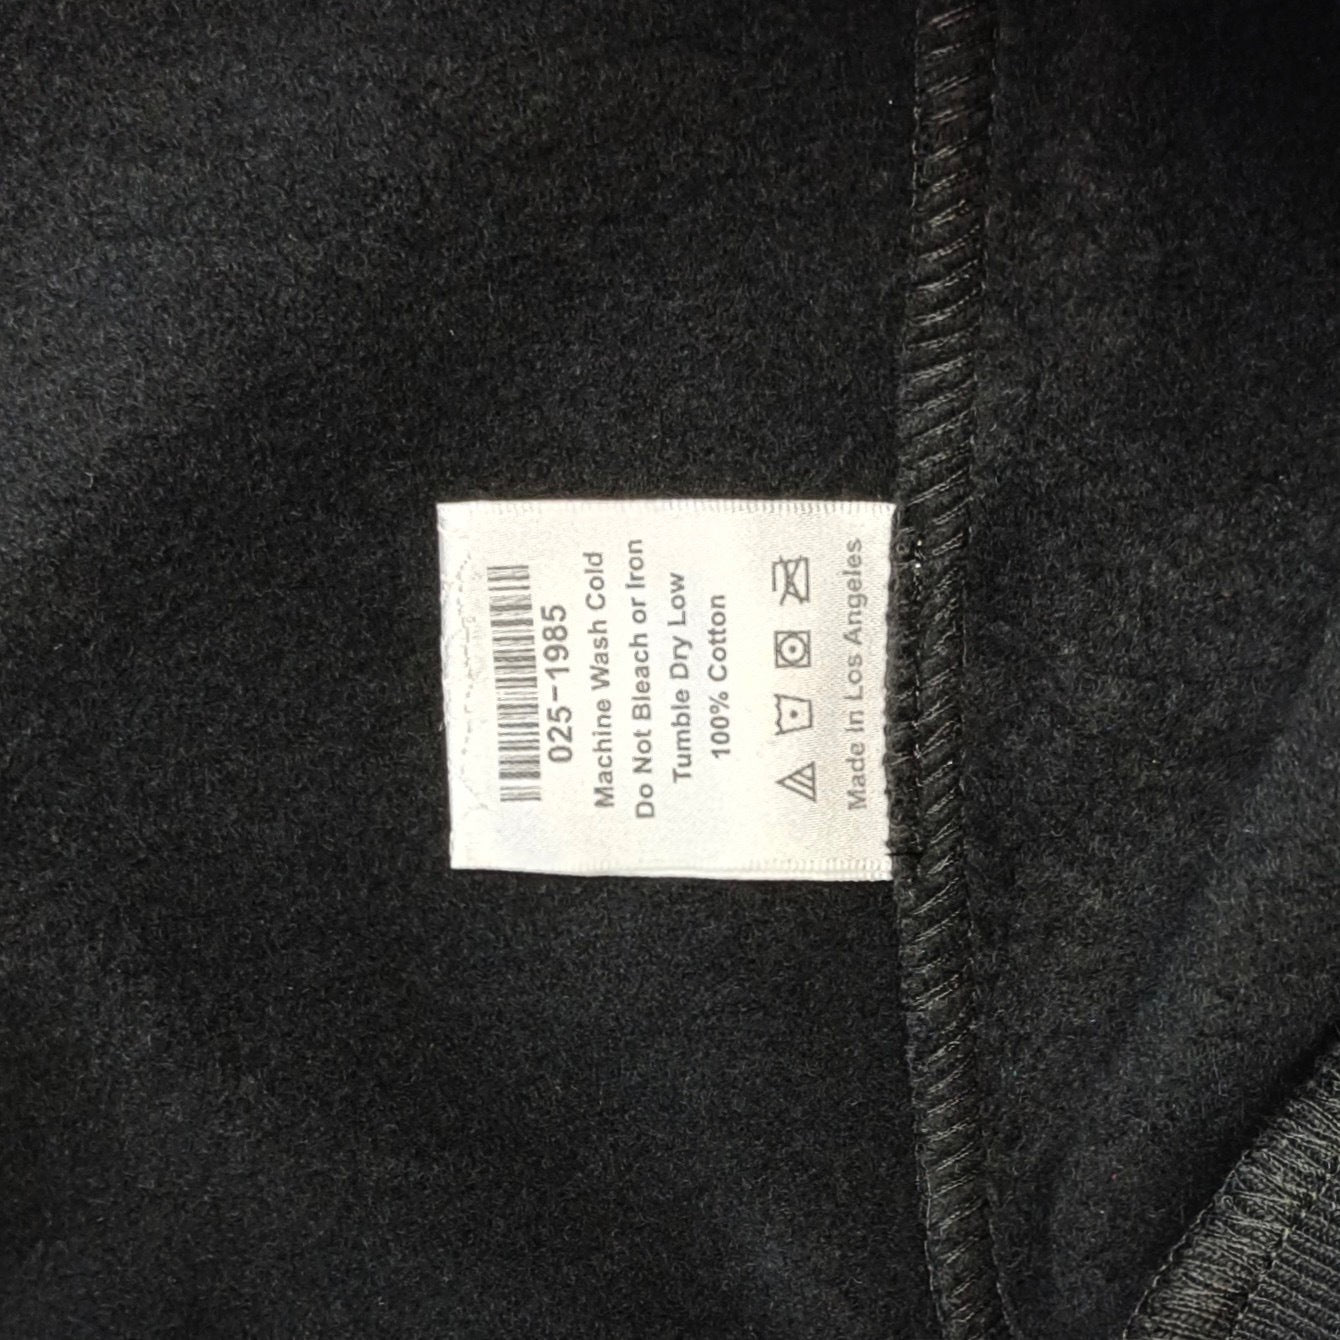 025-1985
Machine Wash Cold
Do Not Bleach or Iron
Tumble Dry Low
100% Cotton
Made In Los Angeles